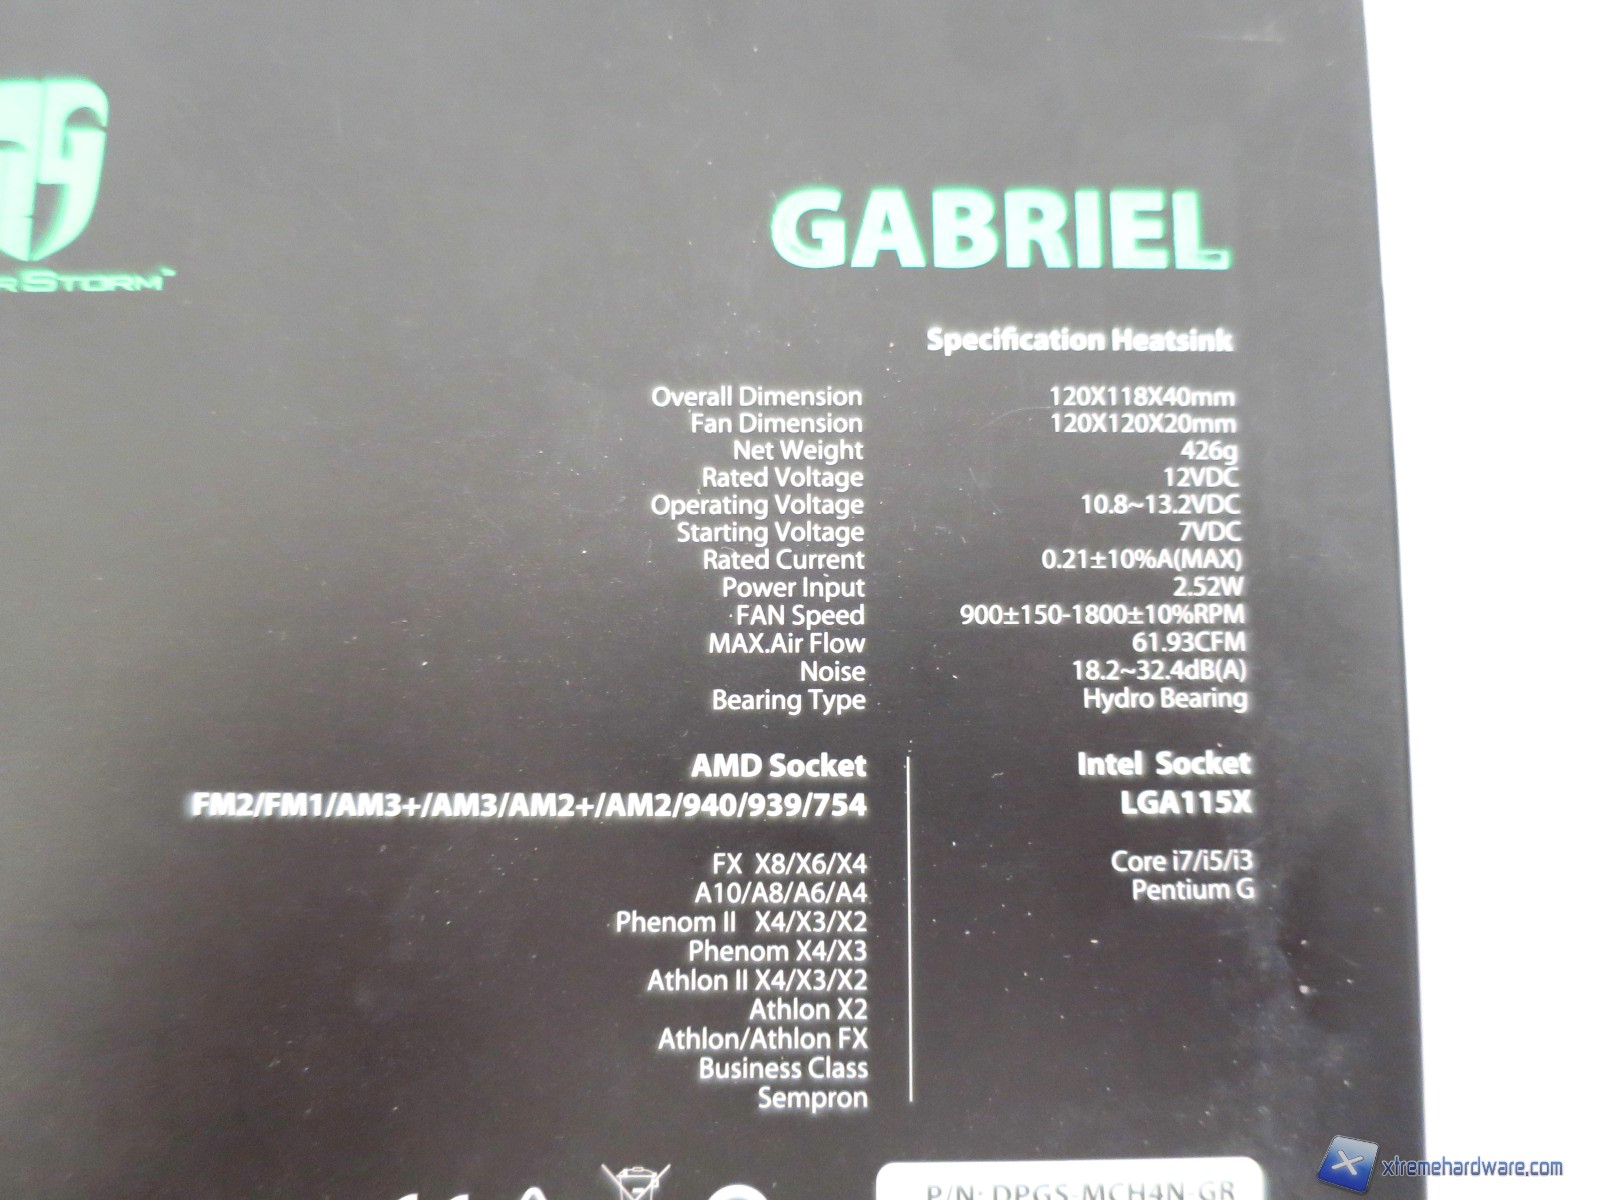 STORM™
GABRIEL
Specification Heatsink
Overall Dimension 120X118X40mm
Fan Dimension 120X120X20mm
Net Weight 426g
Rated Voltage 12VDC
Operating Voltage 10.8~13.2VDC
Starting Voltage 7VDC
Rated Current 0.21±10%A(MAX)
Power Input 2.52W
FAN Speed 900±150-1800±10%RPM
MAX.Air Flow 61.93CFM
Noise 18.2~32.4dB(A)
Bearing Type Hydro Bearing
AMD Socket
FM2/FM1/AM3+/AM3/AM2+/AM2/940/939/754
FX X8/X6/X4
A10/A8/A6/A4
Phenom II X4/X3/X2
Phenom X4/X3
Athlon II X4/X3/X2
Athlon X2
Athlon/Athlon FX
Business Class
Sempron
Intel Socket
LGA115X
Core i7/i5/i3
Pentium G
P/N: DPGS-MCH4N-GR
xtremehardware.com